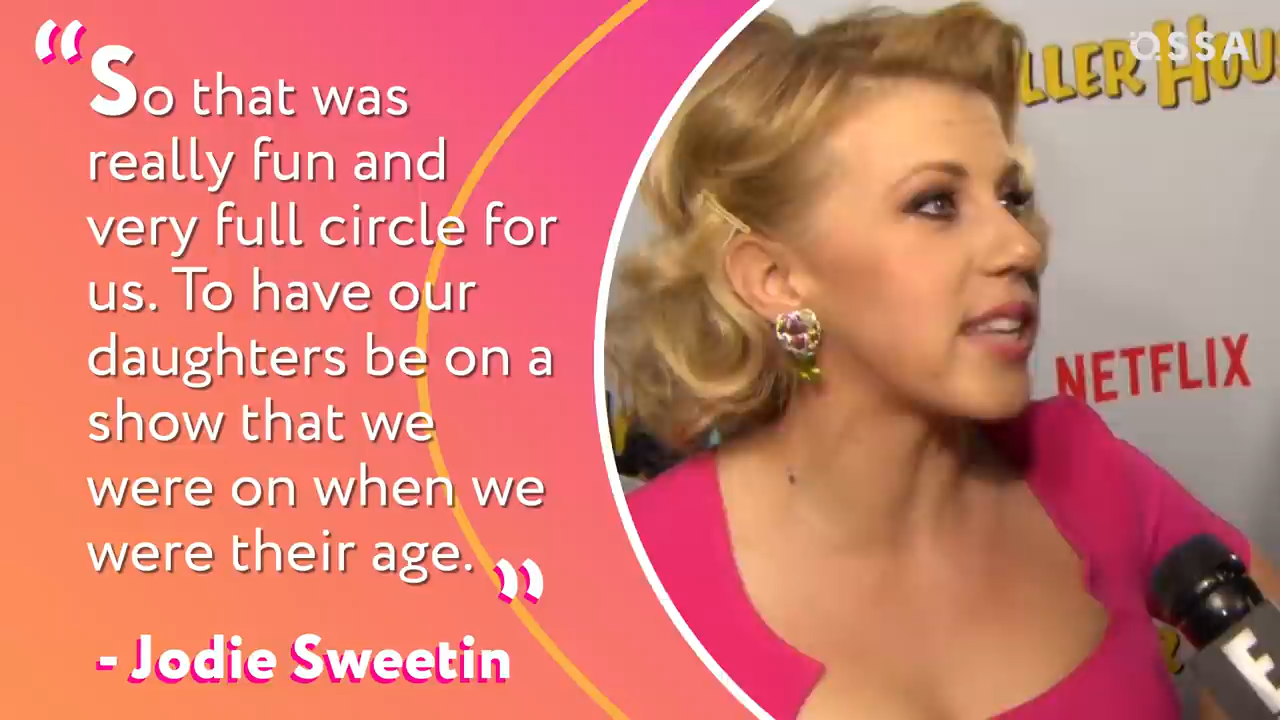 “So that was
really fun and
very full circle for
us. To have our
daughters be on a
show that we
were on when we
were their age.”
- Jodie Sweetin
OSSA
LLER HOU
NETFLIX
E